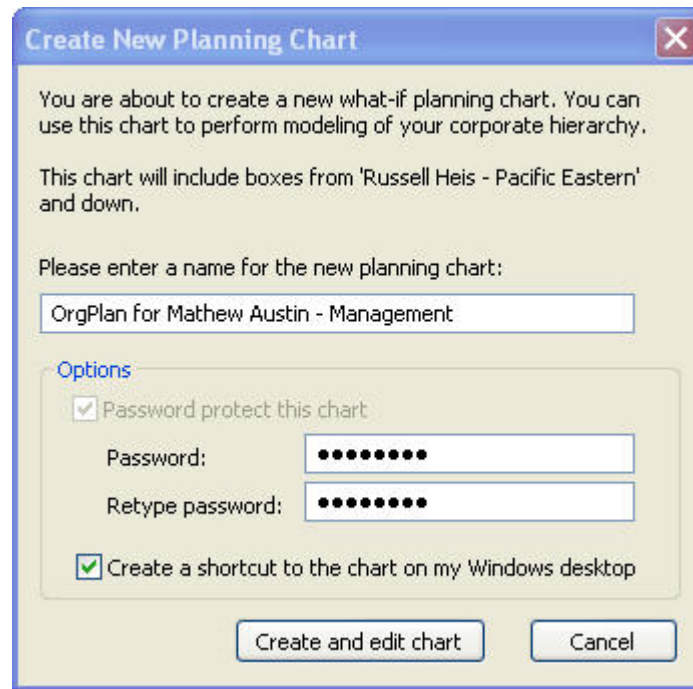 Create New Planning Chart
You are about to create a new what-if planning chart. You can
use this chart to perform modeling of your corporate hierarchy.
This chart will include boxes from 'Russell Heis - Pacific Eastern'
and down.
Please enter a name for the new planning chart:
OrgPlan for Mathew Austin - Management
Options
Password protect this chart
Password: ●●●●●●●●
Retype password: ●●●●●●●●
Create a shortcut to the chart on my Windows desktop
Create and edit chart Cancel